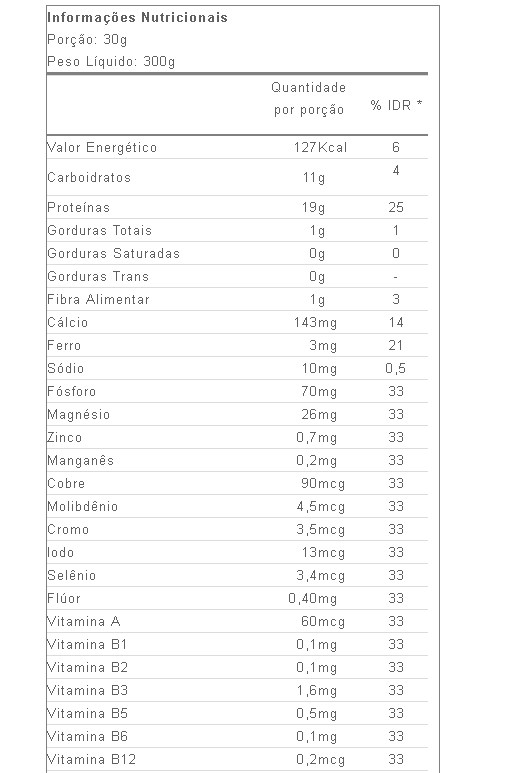 Informações Nutricionais
Porção: 30g
Peso Líquido: 300g
Quantidade por porção % IDR *
Valor Energético 127Kcal 6
Carboidratos 11g 4
Proteínas 19g 25
Gorduras Totais 1g 1
Gorduras Saturadas 0g 0
Gorduras Trans 0g -
Fibra Alimentar 1g 3
Cálcio 143mg 14
Ferro 3mg 21
Sódio 10mg 0,5
Fósforo 70mg 33
Magnésio 26mg 33
Zinco 0,7mg 33
Manganês 0,2mg 33
Cobre 90mcg 33
Molibdênio 4,5mcg 33
Cromo 3,5mcg 33
Iodo 13mcg 33
Selênio 3,4mcg 33
Flúor 0,40mg 33
Vitamina A 60mcg 33
Vitamina B1 0,1mg 33
Vitamina B2 0,1mg 33
Vitamina B3 1,6mg 33
Vitamina B5 0,5mg 33
Vitamina B6 0,1mg 33
Vitamina B12 0,2mcg 33